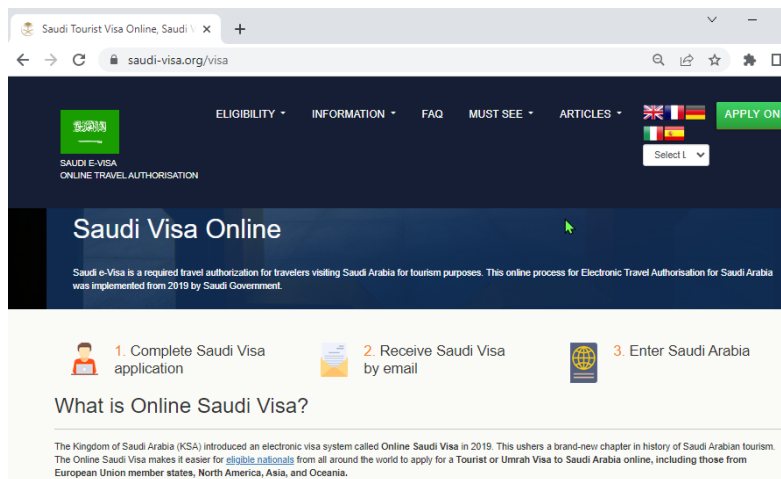 Saudi Tourist Visa Online, Saudi V
saudi-visa.org/visa
ELIGIBILITY INFORMATION FAQ MUST SEE ARTICLES APPLY ON
Select L
SAUDI E-VISA
ONLINE TRAVEL AUTHORISATION
Saudi Visa Online
Saudi e-Visa is a required travel authorization for travelers visiting Saudi Arabia for tourism purposes. This online process for Electronic Travel Authorisation for Saudi Arabia
was implemented from 2019 by Saudi Government.
1. Complete Saudi Visa
application
2. Receive Saudi Visa
by email
3. Enter Saudi Arabia
What is Online Saudi Visa?
The Kingdom of Saudi Arabia (KSA) introduced an electronic visa system called Online Saudi Visa in 2019. This ushers a brand-new chapter in history of Saudi Arabian tourism.
The Online Saudi Visa makes it easier for eligible nationals from all around the world to apply for a Tourist or Umrah Visa to Saudi Arabia online, including those from
European Union member states, North America, Asia, and Oceania.